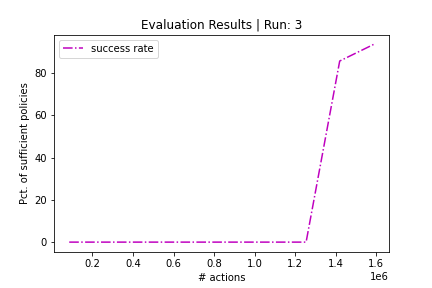 Evaluation Results | Run: 3
success rate
Pct. of sufficient policies
80
60
40
20
0
0.2 0.4 0.6 0.8 1.0 1.2 1.4 1.6
1e6
# actions